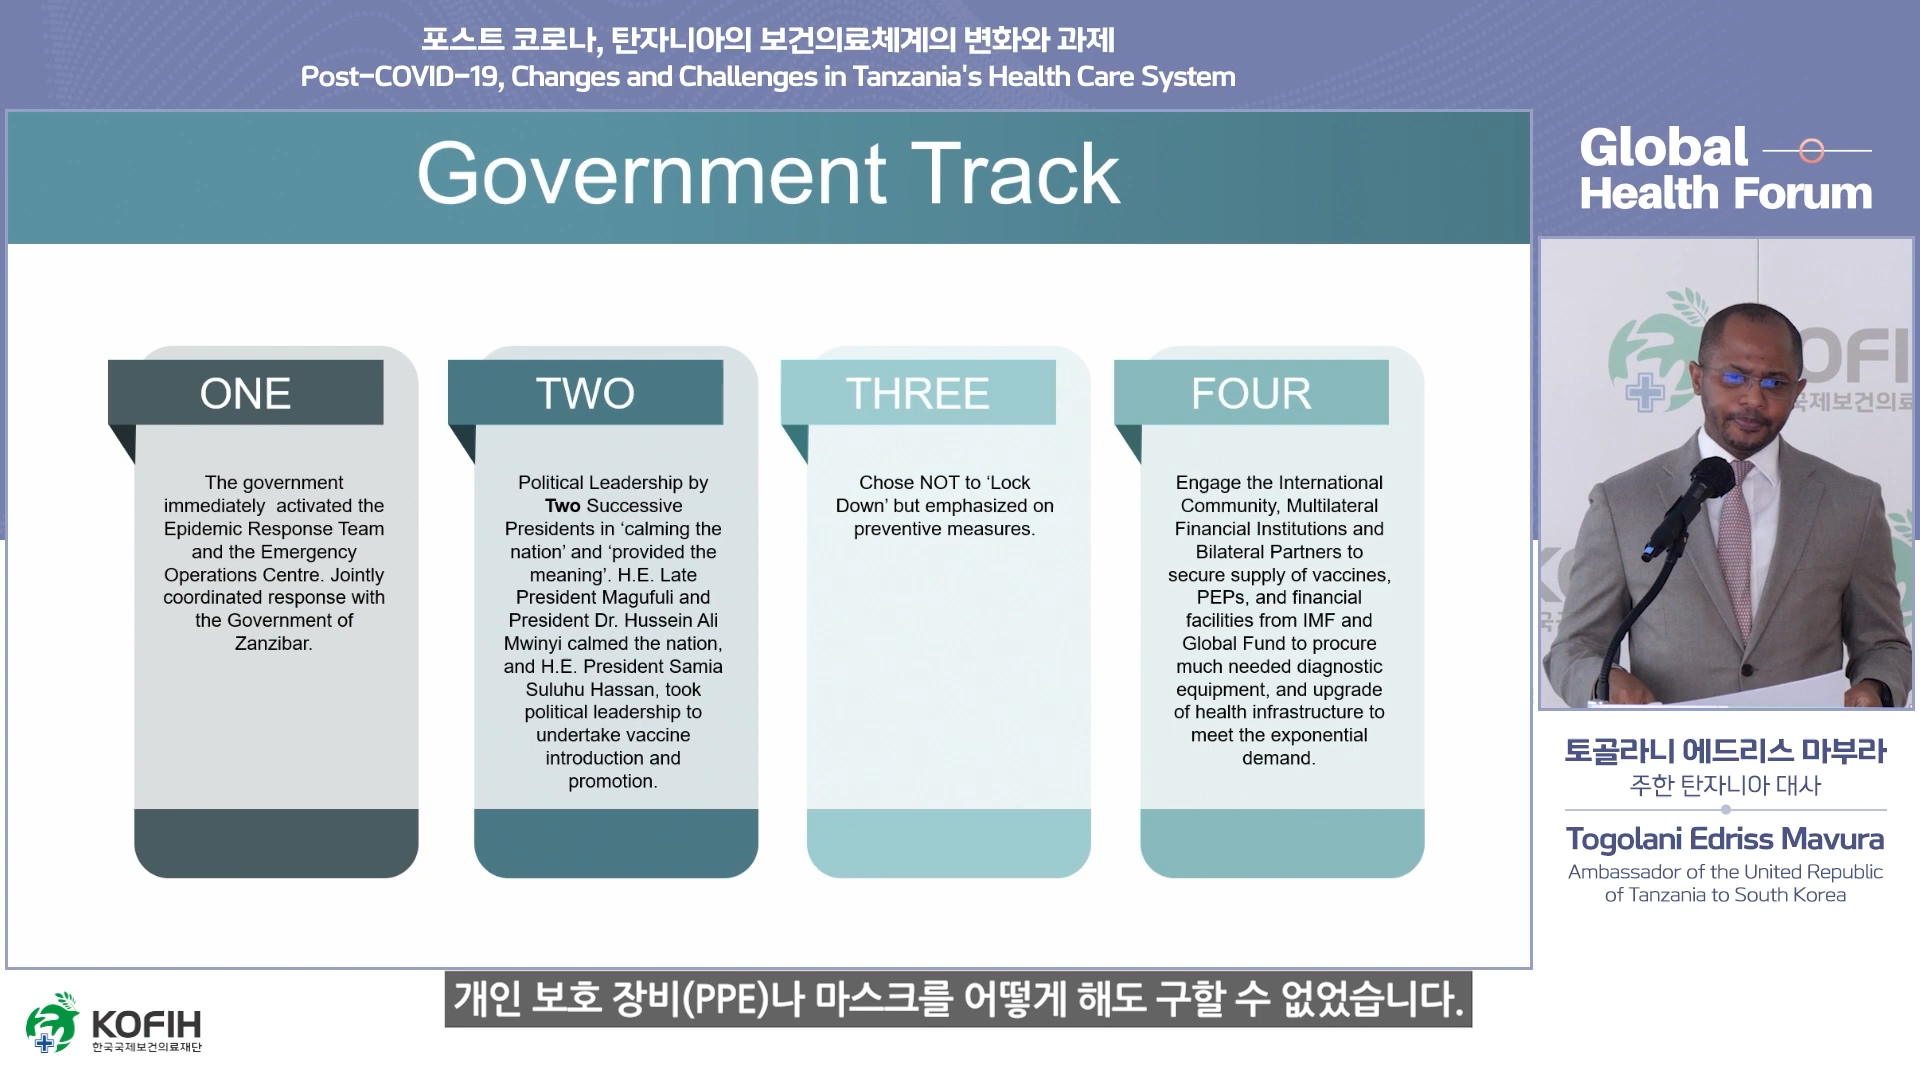 포스트 코로나, 탄자니아의 보건의료체계의 변화와 과제
Post-COVID-19, Changes and Challenges in Tanzania's Health Care System
Government Track
ONE
The government
immediately activated the
Epidemic Response Team
and the Emergency
Operations Centre. Jointly
coordinated response with
the Government of
Zanzibar.
TWO
Political Leadership by
Two Successive
Presidents in ‘calming the
nation’ and ‘provided the
meaning’. H.E. Late
President Magufuli and
President Dr. Hussein Ali
Mwinyi calmed the nation,
and H.E. President Samia
Suluhu Hassan, took
political leadership to
undertake vaccine
introduction and
promotion.
THREE
Chose NOT to ‘Lock
Down’ but emphasized on
preventive measures.
FOUR
Engage the International
Community, Multilateral
Financial Institutions and
Bilateral Partners to
secure supply of vaccines,
PEPs, and financial
facilities from IMF and
Global Fund to procure
much needed diagnostic
equipment, and upgrade
of health infrastructure to
meet the exponential
demand.
Global
Health Forum
OFI
국제보건의료
토골라니 에드리스 마부라
주한 탄자니아 대사
Togolani Edriss Mavura
Ambassador of the United Republic
of Tanzania to South Korea
개인 보호 장비(PPE)나 마스크를 어떻게 해도 구할 수 없었습니다.
KOFIH
한국국제보건의료재단